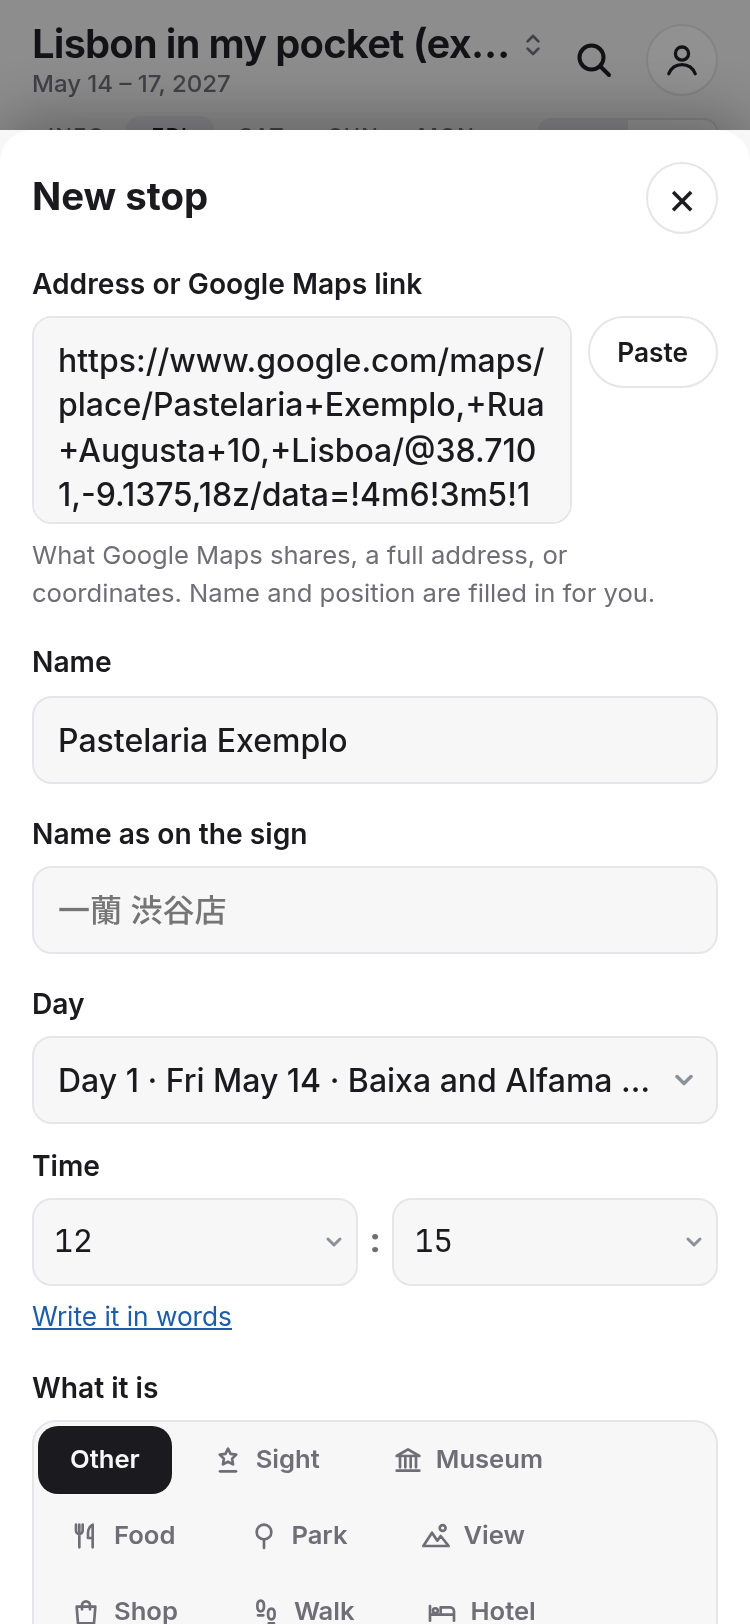 Lisbon in my pocket (ex...
May 14 – 17, 2027
INFO FRI SAT SUN MON
New stop
Address or Google Maps link
https://www.google.com/maps/
place/Pastelaria+Exemplo,+Rua
+Augusta+10,+Lisboa/@38.710
1,-9.1375,18z/data=!4m6!3m5!1
Paste
What Google Maps shares, a full address, or
coordinates. Name and position are filled in for you.
Name
Pastelaria Exemplo
Name as on the sign
一蘭 渋谷店
Day
Day 1 · Fri May 14 · Baixa and Alfama ...
Time
12 : 15
Write it in words
What it is
Other Sight Museum
Food Park View
Shop Walk Hotel